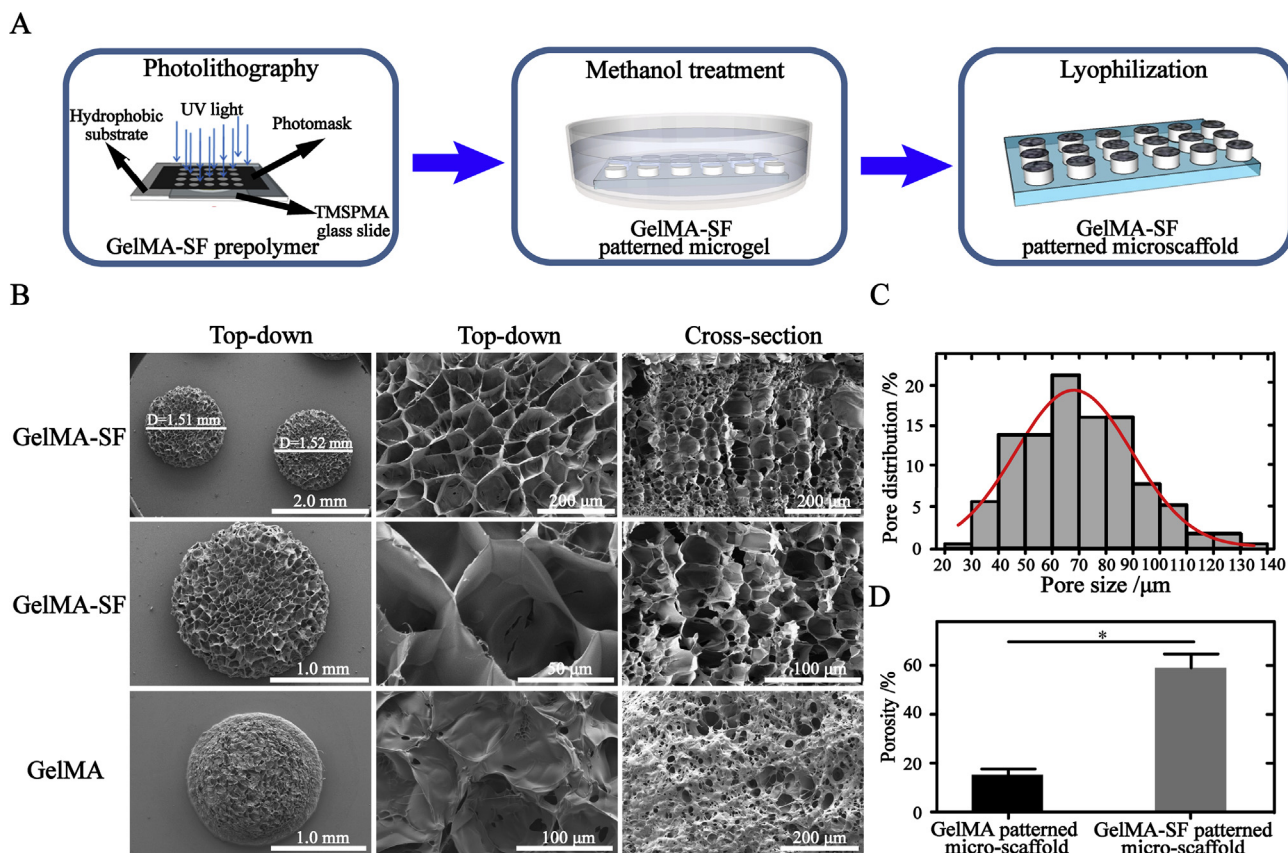 A
Photolithography
UV light
Hydrophobic
substrate
Photomask
TMSPMA
glass slide
GelMA-SF prepolymer
Methanol treatment
GelMA-SF
patterned microgel
Lyophilization
GelMA-SF
patterned microscaffold
B
Top-down
Top-down
Cross-section
GelMA-SF
D=1.51 mm
D=1.52 mm
2.0 mm
200 μm
200 μm
GelMA-SF
1.0 mm
50 μm
100 μm
GelMA
1.0 mm
100 μm
200 μm
C
Pore distribution /%
20
15
10
5
0
20 30 40 50 60 70 80 90 100 110 120 130 140
Pore size /μm
D
Porosity /%
60
40
20
0
*
GelMA patterned
micro-scaffold
GelMA-SF patterned
micro-scaffold